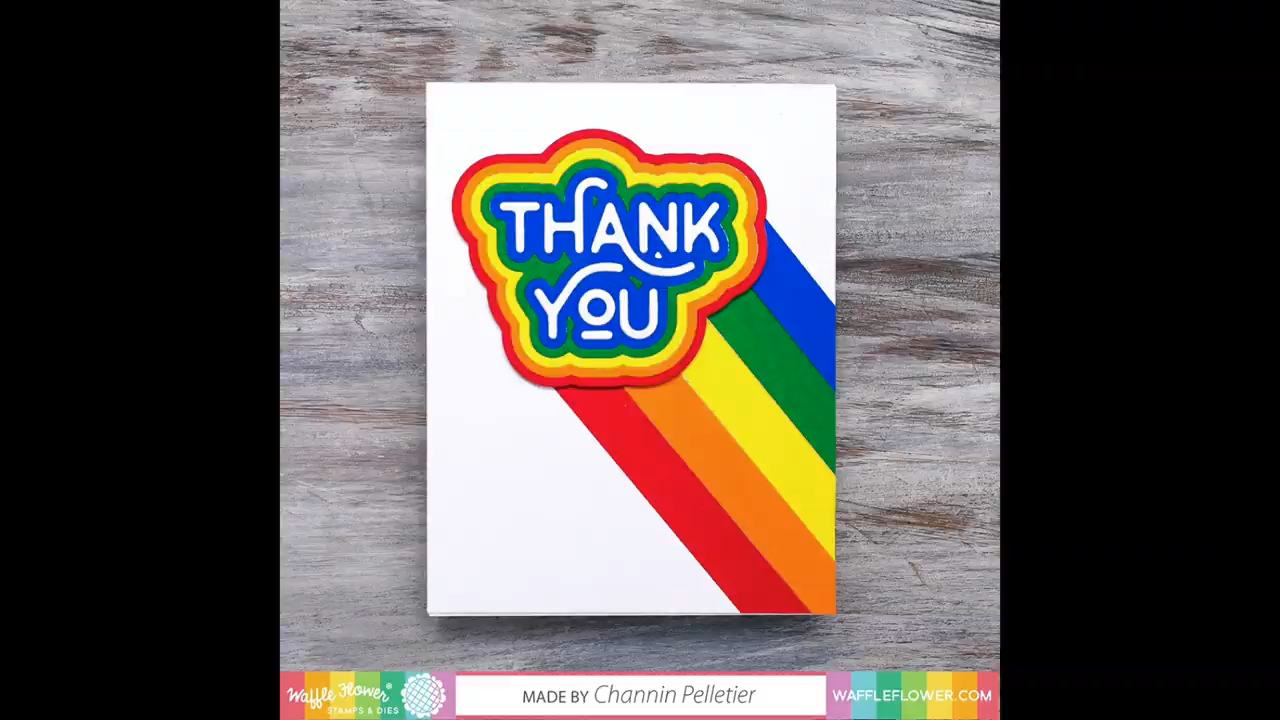 THANK
YOU
Waffle Flower®
STAMPS & DIES
MADE BY Channin Pelletier
WAFFLEFLOWER.COM